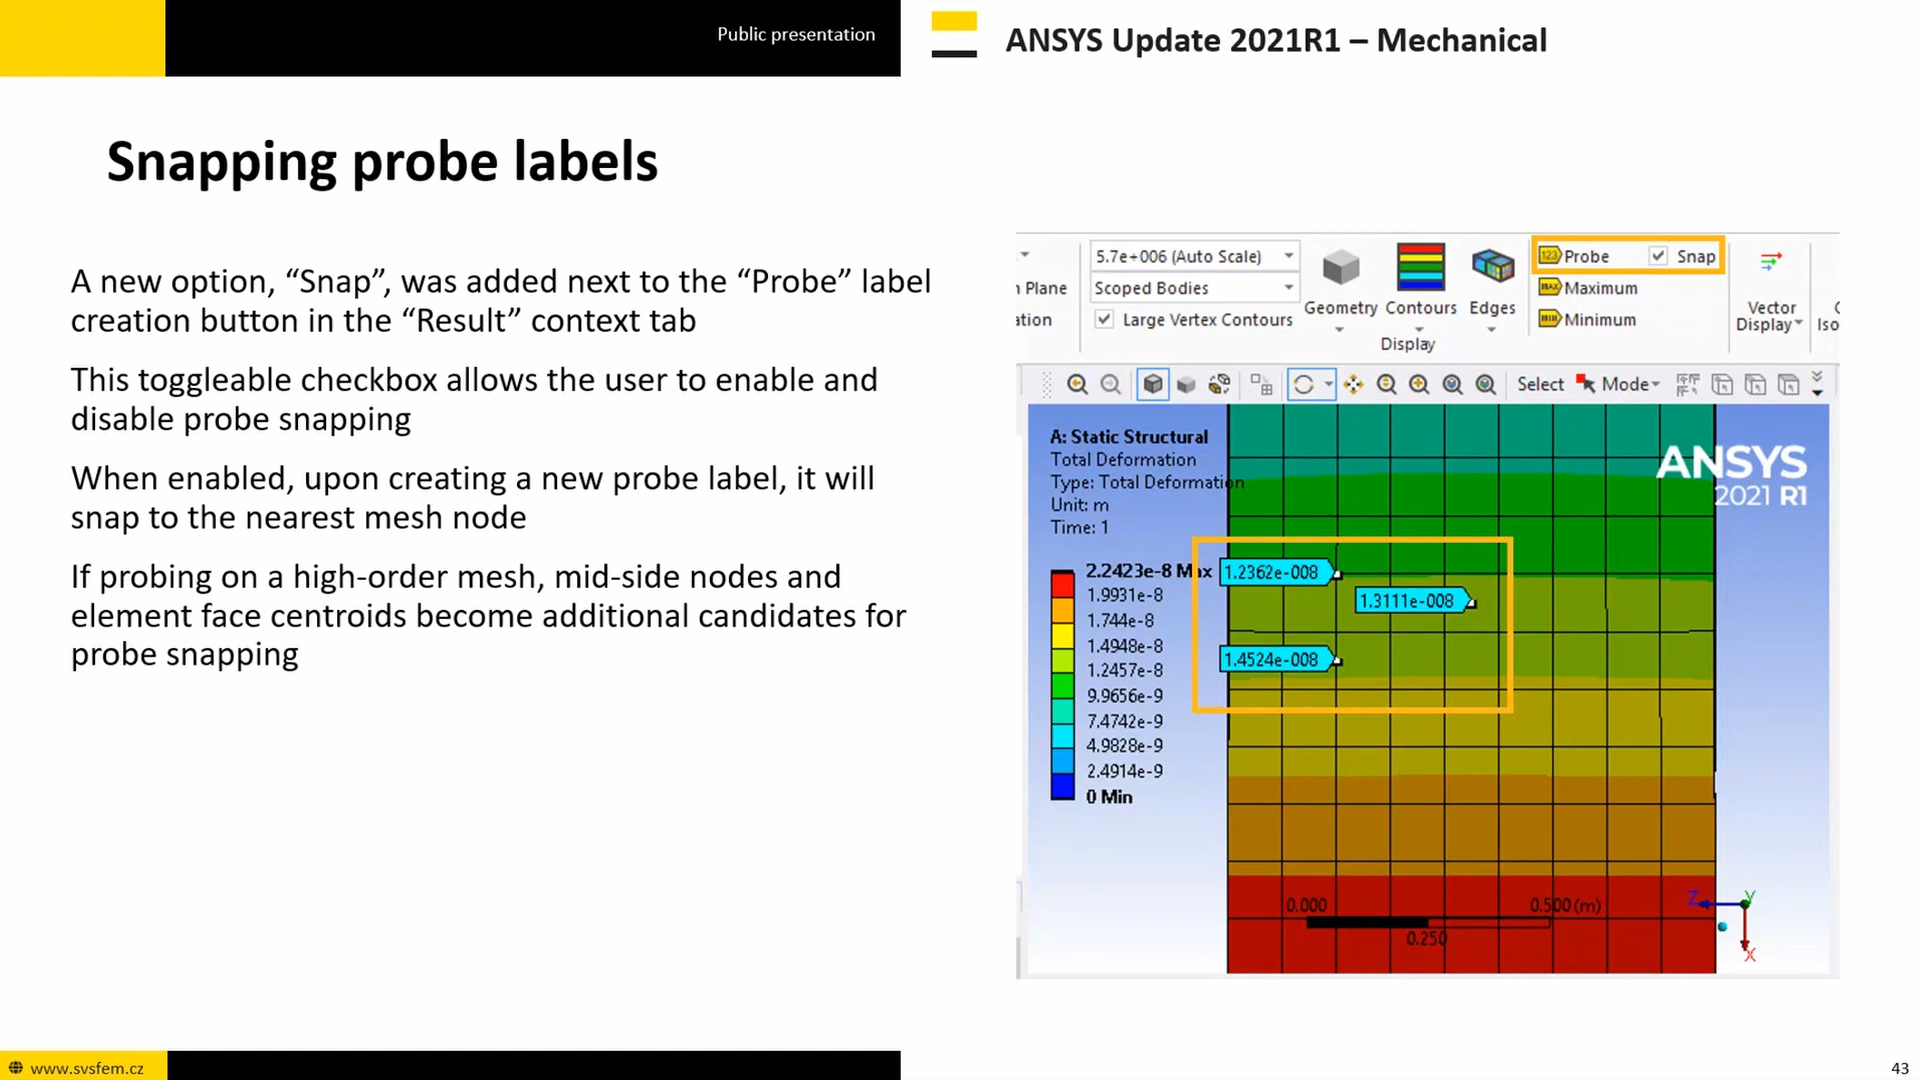 Public presentation
ANSYS Update 2021R1 – Mechanical
Snapping probe labels
A new option, “Snap”, was added next to the “Probe” label
creation button in the “Result” context tab
This toggleable checkbox allows the user to enable and
disable probe snapping
When enabled, upon creating a new probe label, it will
snap to the nearest mesh node
If probing on a high-order mesh, mid-side nodes and
element face centroids become additional candidates for
probe snapping
5.7e+006 (Auto Scale)
Scoped Bodies
Large Vertex Contours
Plane
Geometry
Contours
Edges
Display
Probe
Snap
Maximum
Minimum
Vector
Display
Select
Mode
A: Static Structural
Total Deformation
Type: Total Deformation
Unit: m
Time: 1
2.2423e-8 Max
1.9931e-8
1.744e-8
1.4948e-8
1.2457e-8
9.9656e-9
7.4742e-9
4.9828e-9
2.4914e-9
0 Min
1.2362e-008
1.3111e-008
1.4524e-008
ANSYS
2021 R1
0.000
0.500 (m)
0.250
Z
Y
X
www.svsfem.cz
43